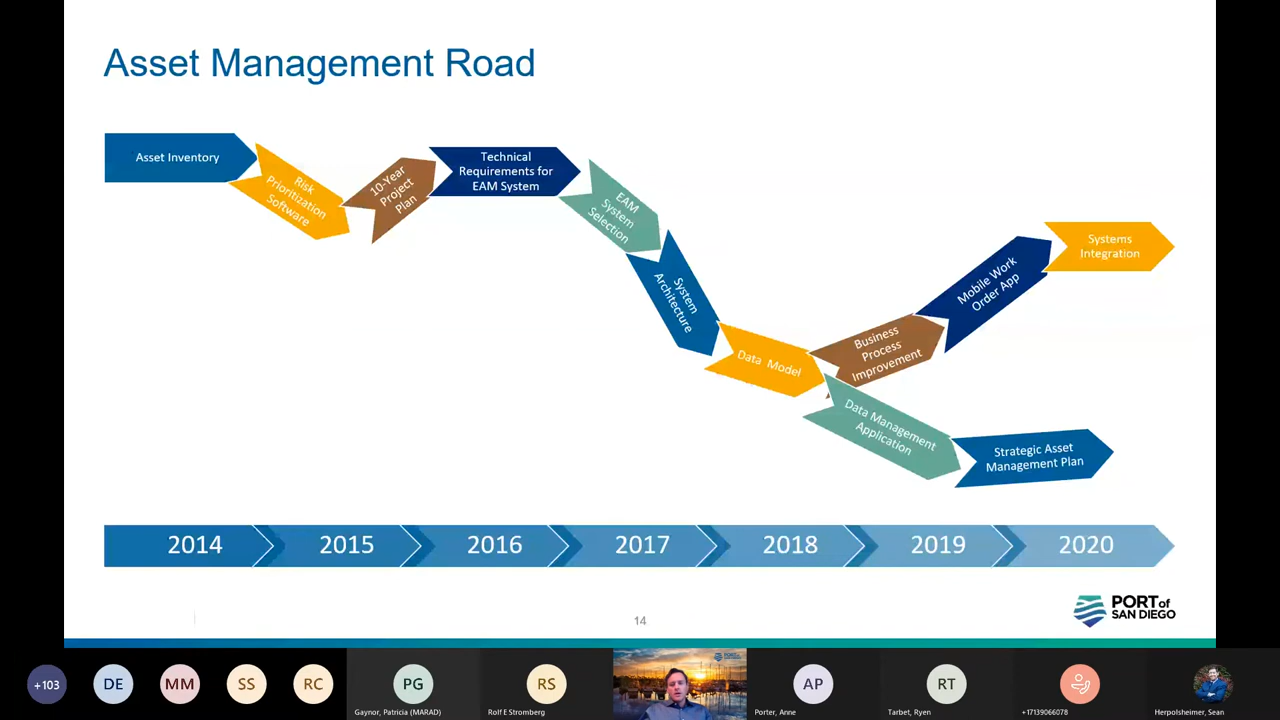 Asset Management Road
Asset Inventory
Risk
Prioritization
Software
10-Year
Project
Plan
Technical
Requirements for
EAM System
EAM
System
Selection
System
Architecture
Data Model
Business
Process
Improvement
Mobile Work
Order App
Systems
Integration
Data Management
Application
Strategic Asset
Management Plan
2014
2015
2016
2017
2018
2019
2020
14
PORT of
SAN DIEGO
+103
DE
MM
SS
RC
PG
Gaynor, Patricia (MARAD)
RS
Rolf E Stromberg
AP
Porter, Anne
RT
Tarbet, Ryen
+17139066078
Herpolsheimer, Sean